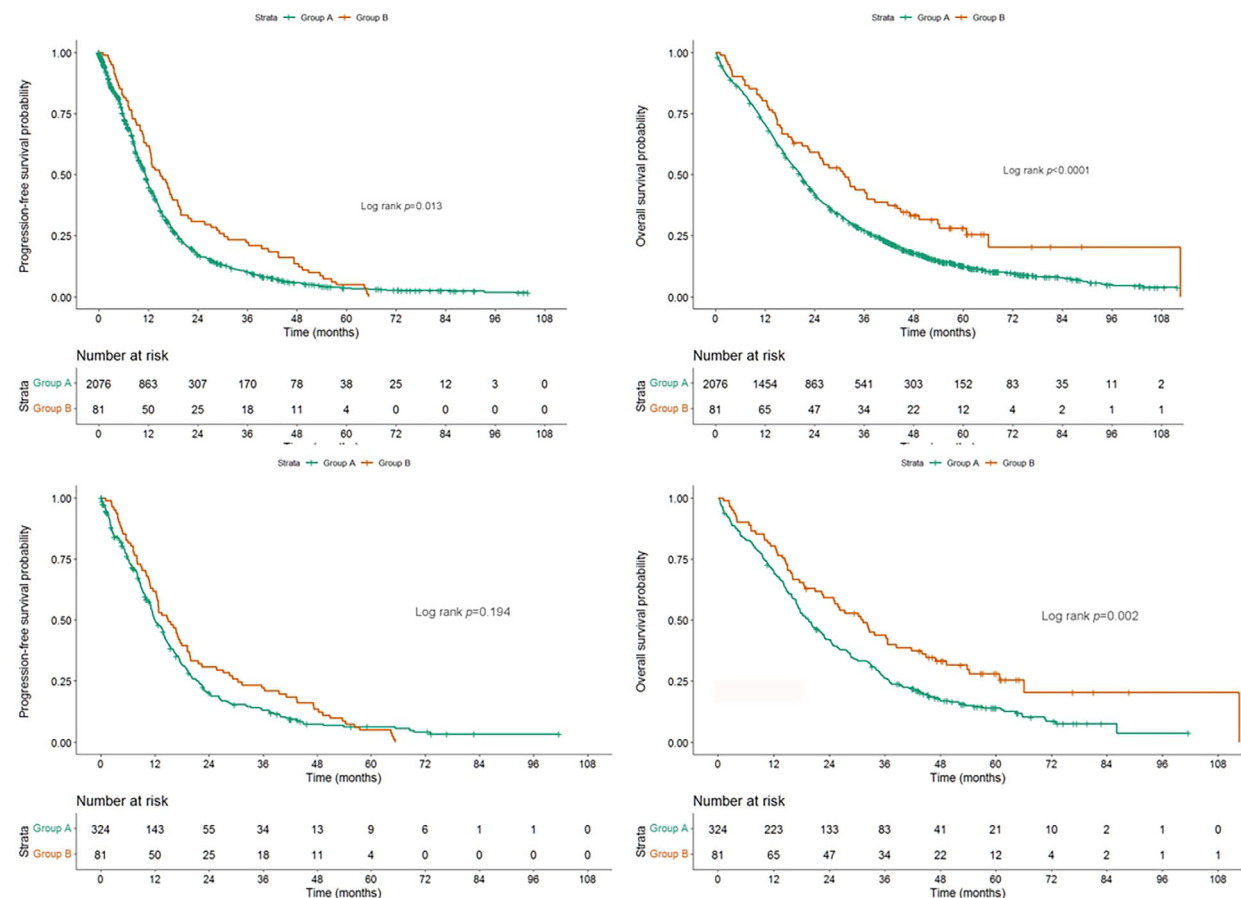 Strata Group A Group B
Progression-free survival probability
1.00
0.75
0.50
0.25
0.00
Log rank p=0.013
0 12 24 36 48 60 72 84 96 108
Time (months)
Number at risk
Strata
Group A 2076 863 307 170 78 38 25 12 3 0
Group B 81 50 25 18 11 4 0 0 0 0
0 12 24 36 48 60 72 84 96 108
Strata Group A Group B
Overall survival probability
1.00
0.75
0.50
0.25
0.00
Log rank p<0.0001
0 12 24 36 48 60 72 84 96 108
Time (months)
Number at risk
Strata
Group A 2076 1454 863 541 303 152 83 35 11 2
Group B 81 65 47 34 22 12 4 2 1 1
0 12 24 36 48 60 72 84 96 108
Strata Group A Group B
Progression-free survival probability
1.00
0.75
0.50
0.25
0.00
Log rank p=0.194
0 12 24 36 48 60 72 84 96 108
Time (months)
Number at risk
Strata
Group A 324 143 55 34 13 9 6 1 1 0
Group B 81 50 25 18 11 4 0 0 0 0
0 12 24 36 48 60 72 84 96 108
Time (months)
Strata Group A Group B
Overall survival probability
1.00
0.75
0.50
0.25
0.00
Log rank p=0.002
0 12 24 36 48 60 72 84 96 108
Time (months)
Number at risk
Strata
Group A 324 223 133 83 41 21 10 2 1 0
Group B 81 65 47 34 22 12 4 2 1 1
0 12 24 36 48 60 72 84 96 108
Time (months)